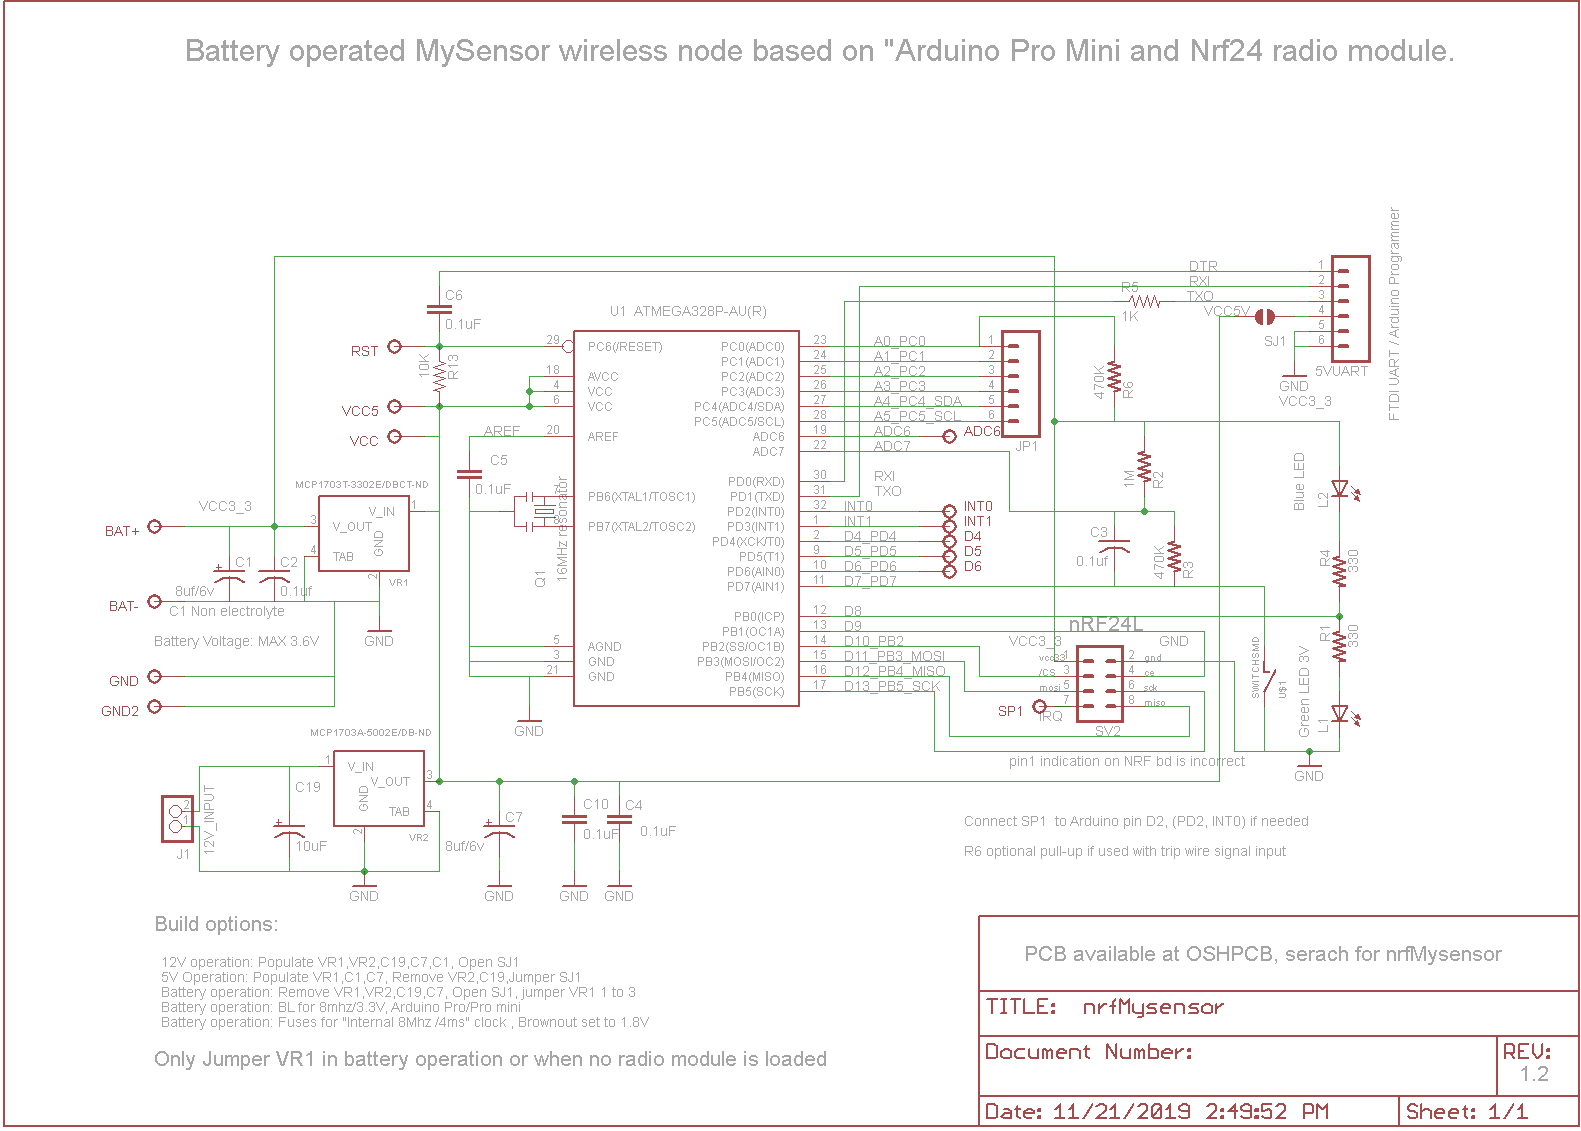 Battery operated MySensor wireless node based on "Arduino Pro Mini and Nrf24 radio module.
FTDI UART / Arduino Programmer
DTR
RXI
TXO
VCC5V
R5
1K
SJ1
1
2
3
4
5
6
5VUART
GND
VCC3_3
C6
0.1uF
RST
10K
R13
VCC5
VCC
U1 ATMEGA328P-AU(R)
29
18
4
6
20
7
8
5
3
21
PC6(/RESET)
AVCC
VCC
VCC
AREF
PB6(XTAL1/TOSC1)
PB7(XTAL2/TOSC2)
AGND
GND
GND
PC0(ADC0)
PC1(ADC1)
PC2(ADC2)
PC3(ADC3)
PC4(ADC4/SDA)
PC5(ADC5/SCL)
ADC6
ADC7
PD0(RXD)
PD1(TXD)
PD2(INT0)
PD3(INT1)
PD4(XCK/T0)
PD5(T1)
PD6(AIN0)
PD7(AIN1)
PB0(ICP)
PB1(OC1A)
PB2(SS/OC1B)
PB3(MOSI/OC2)
PB4(MISO)
PB5(SCK)
23 A0_PC0
24 A1_PC1
25 A2_PC2
26 A3_PC3
27 A4_PC4_SDA
28 A5_PC5_SCL
19 ADC6
22 ADC7
30 RXI
31 TXO
32 INT0
1 INT1
2 D4_PD4
9 D5_PD5
10 D6_PD6
11 D7_PD7
12 D8
13 D9
14 D10_PB2
15 D11_PB3_MOSI
16 D12_PB4_MISO
17 D13_PB5_SCK
1
2
3
4
5
6
JP1
ADC6
INT0
INT1
D4
D5
D6
470K
R6
1M
R2
C3
0.1uf
470K
R3
Blue LED
L2
R4
330
R1
330
Green LED 3V
L1
GND
SWITCHSMD
U$1
AREF
C5
0.1uF
Q1
16MHz resonator
GND
MCP1703T-3302E/DBCT-ND
VCC3_3
3
4
1
2
V_IN
V_OUT
GND
TAB
VR1
BAT+
C1
C2
8uf/6v
0.1uf
BAT-
C1 Non electrolyte
GND
Battery Voltage: MAX 3.6V
GND
GND2
nRF24L
VCC3_3
GND
vcc33
/CS
mosi
1
3
5
7
2
4
6
8
gnd
ce
sck
miso
SP1
IRQ
SV2
pin1 indication on NRF bd is incorrect
MCP1703A-5002E/DB-ND
1
3
4
2
V_IN
V_OUT
GND
TAB
VR2
2
1
J1
12V_INPUT
C19
10uF
GND
C7
8uf/6v
GND
C10
0.1uF
GND
C4
0.1uF
GND
Connect SP1 to Arduino pin D2, (PD2, INT0) if needed
R6 optional pull-up if used with trip wire signal input
Build options:
12V operation: Populate VR1,VR2,C19,C7,C1, Open SJ1
5V Operation: Populate VR1,C1,C7, Remove VR2,C19,Jumper SJ1
Battery operation: Remove VR1,VR2,C19,C7, Open SJ1, jumper VR1 1 to 3
Battery operation: BL for 8mhz/3.3V, Arduino Pro/Pro mini
Battery operation: Fuses for "Internal 8Mhz /4ms" clock , Brownout set to 1.8V
Only Jumper VR1 in battery operation or when no radio module is loaded
PCB available at OSHPCB, serach for nrfMysensor
TITLE: nrfMysensor
Document Number:
REV:
1.2
Date: 11/21/2019 2:49:52 PM
Sheet: 1/1